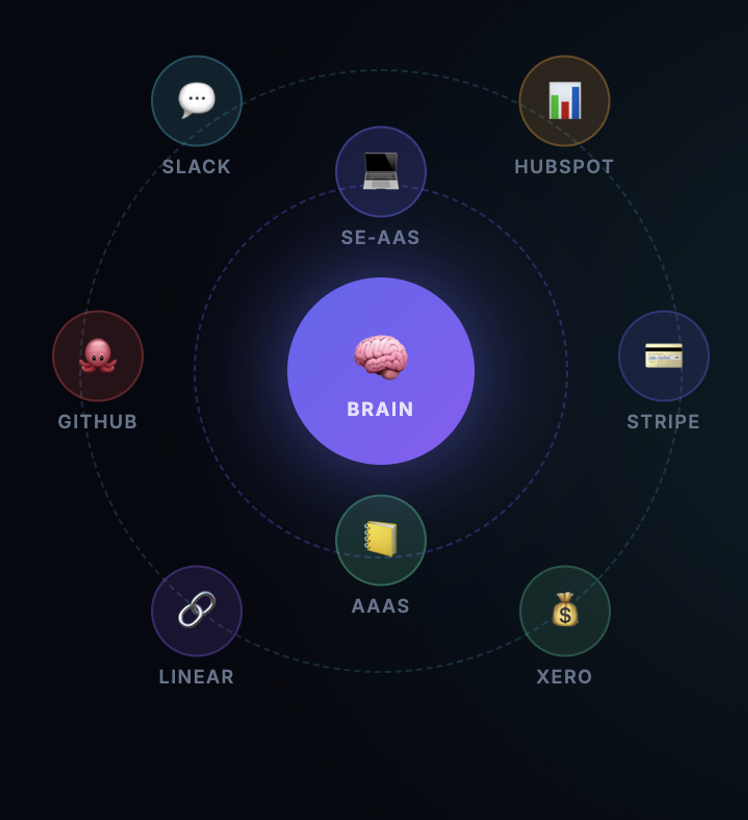 SLACK
HUBSPOT
SE-AAS
BRAIN
GITHUB
STRIPE
AAAS
LINEAR
XERO